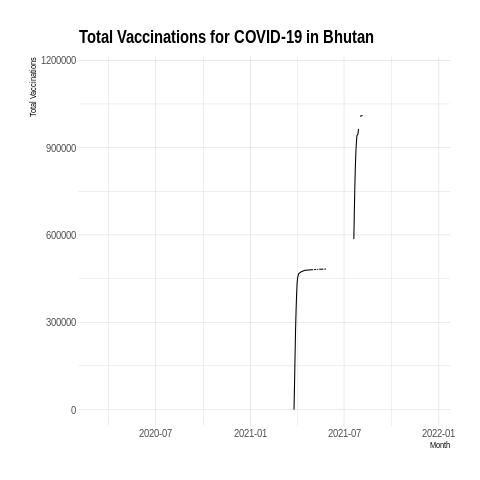 Total Vaccinations for COVID-19 in Bhutan
Total Vaccinations
1200000
900000
600000
300000
0
2020-07 2021-01 2021-07 2022-01
Month